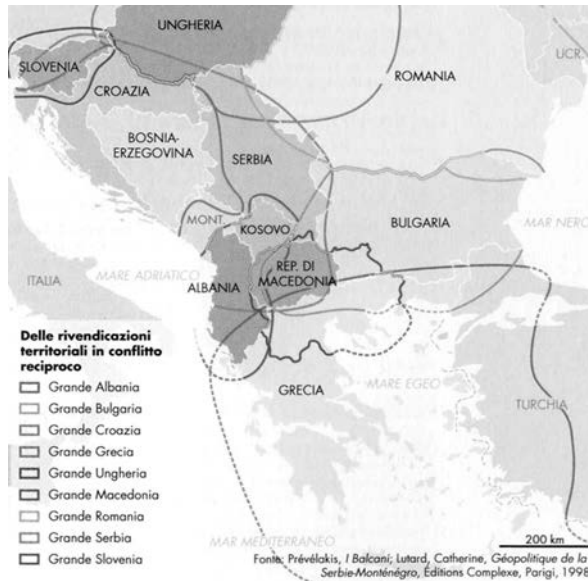 UNGHERIA
UCR.
SLOVENIA
ROMANIA
CROAZIA
BOSNIA-
ERZEGOVINA
SERBIA
MONT.
KOSOVO
BULGARIA
MAR NERO
ITALIA
MARE ADRIATICO
REP. DI
MACEDONIA
ALBANIA
Delle rivendicazioni
territoriali in conflitto
reciproco
Grande Albania
Grande Bulgaria
Grande Croazia
Grande Grecia
Grande Ungheria
Grande Macedonia
Grande Romania
Grande Serbia
Grande Slovenia
GRECIA
MARE EGEO
TURCHIA
MAR MEDITERRANEO
200 km
Fonte: Prévélakis, I Balcani; Lutard, Catherine, Géopolitique de la
Serbie-Monténégro, Éditions Complexe, Parigi, 1998